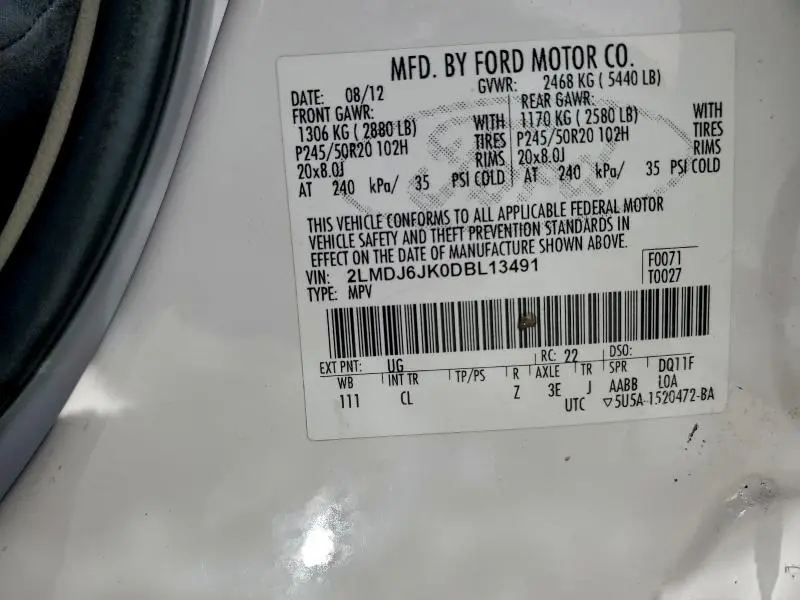 MFD. BY FORD MOTOR CO.
DATE: 08/12 GVWR: 2468 KG ( 5440 LB)
FRONT GAWR: REAR GAWR:
1306 KG ( 2880 LB) WITH 1170 KG ( 2580 LB) WITH
P245/50R20 102H TIRES P245/50R20 102H TIRES
20x8.0J RIMS 20x8.0J RIMS
AT 240 kPa/ 35 PSI COLD AT 240 kPa/ 35 PSI COLD
THIS VEHICLE CONFORMS TO ALL APPLICABLE FEDERAL MOTOR
VEHICLE SAFETY AND THEFT PREVENTION STANDARDS IN
EFFECT ON THE DATE OF MANUFACTURE SHOWN ABOVE.
VIN: 2LMDJ6JK0DBL13491 F0071
TYPE: MPV T0027
EXT PNT: UG RC: 22 DSO:
WB INT TR TP/PS R AXLE TR SPR DQ11F
111 CL Z 3E J AABB LOA
UTC ▽5U5A-1520472-BA